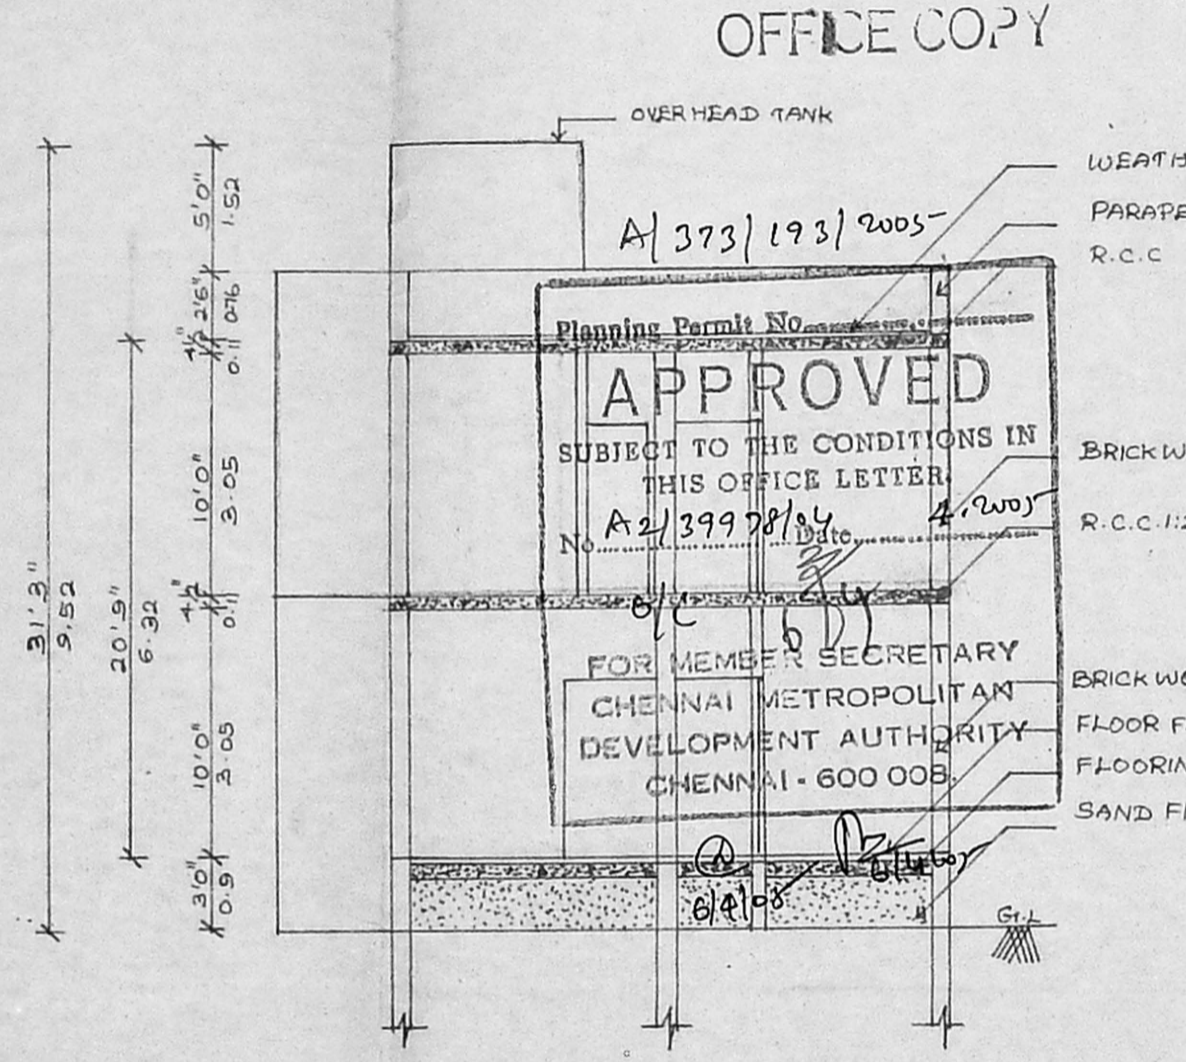 OFFICE COPY
OVER HEAD TANK
WEATH
PARAPE
R.C.C
A/373/193/2005
Planning Permit No.
APPROVED
SUBJECT TO THE CONDITIONS IN
THIS OFFICE LETTER
No. A2/39978/04 Date 4.2005
BRICK W
R.C.C.1:2
O/C
FOR MEMBER SECRETARY
CHENNAI METROPOLITAN
DEVELOPMENT AUTHORITY
CHENNAI - 600 008.
BRICK WO
FLOOR F
FLOORIN
SAND FI
6/4/05
G.L
31'3"
9.52
20'9"
6.32
5'0"
1.52
2'6"
0.76
4½"
0.11
10'0"
3.05
4½"
0.11
10'0"
3.05
3'0"
0.91